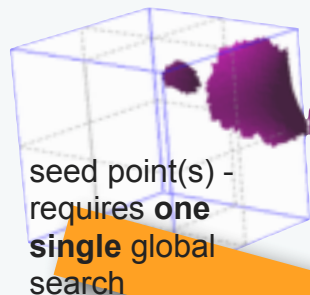 seed point(s) -
requires one
single global
search